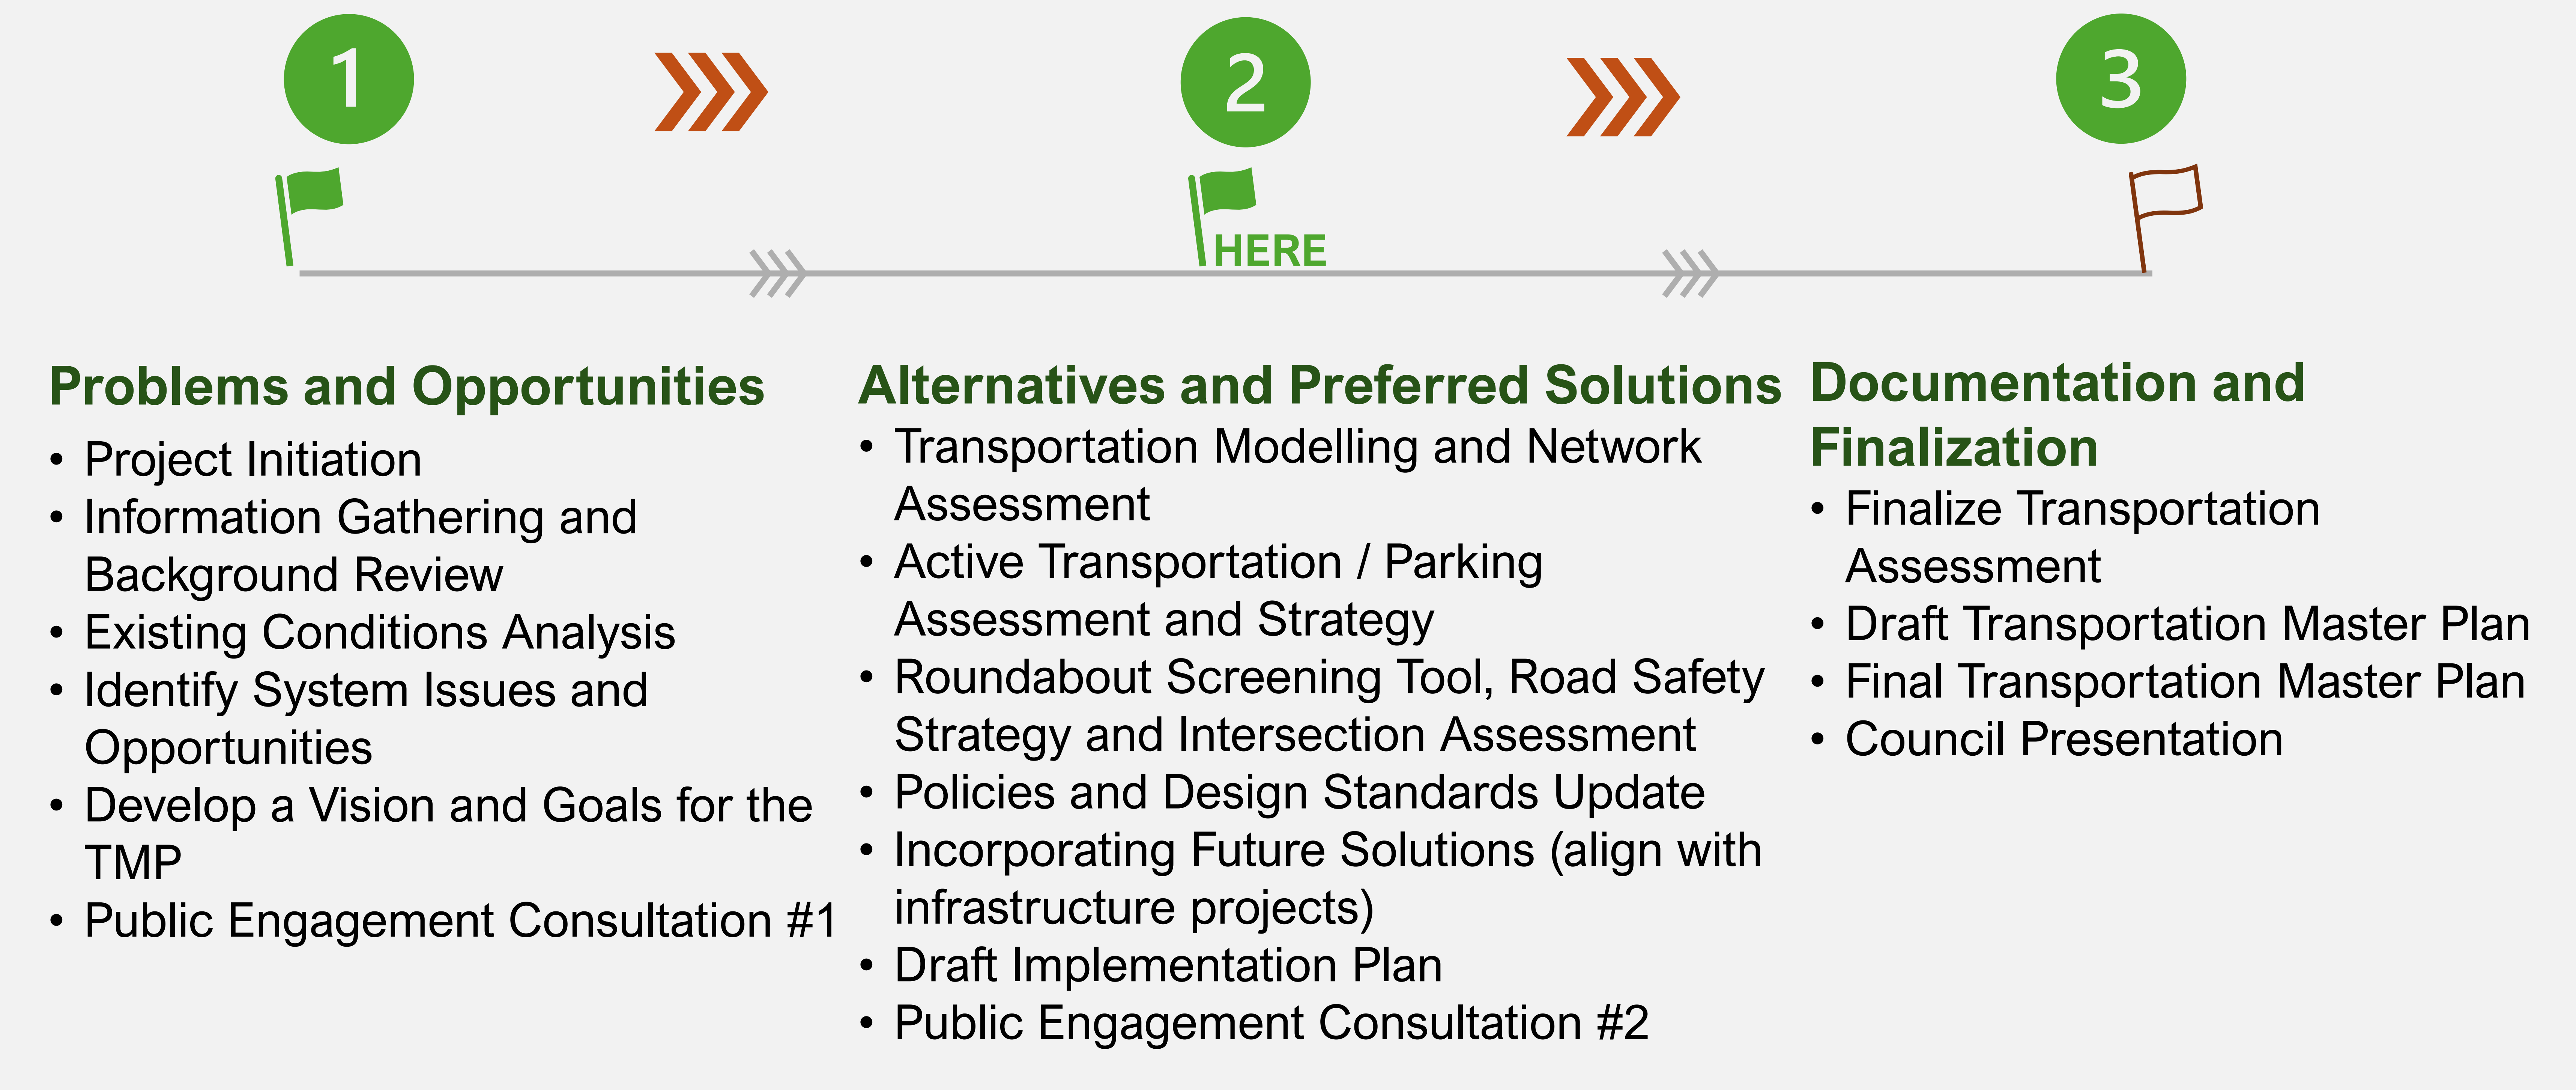 1
2
3
HERE
Problems and Opportunities
• Project Initiation
• Information Gathering and
Background Review
• Existing Conditions Analysis
• Identify System Issues and
Opportunities
• Develop a Vision and Goals for the
TMP
• Public Engagement Consultation #1
Alternatives and Preferred Solutions
• Transportation Modelling and Network
Assessment
• Active Transportation / Parking
Assessment and Strategy
• Roundabout Screening Tool, Road Safety
Strategy and Intersection Assessment
• Policies and Design Standards Update
• Incorporating Future Solutions (align with
infrastructure projects)
• Draft Implementation Plan
• Public Engagement Consultation #2
Documentation and
Finalization
• Finalize Transportation
Assessment
• Draft Transportation Master Plan
• Final Transportation Master Plan
• Council Presentation